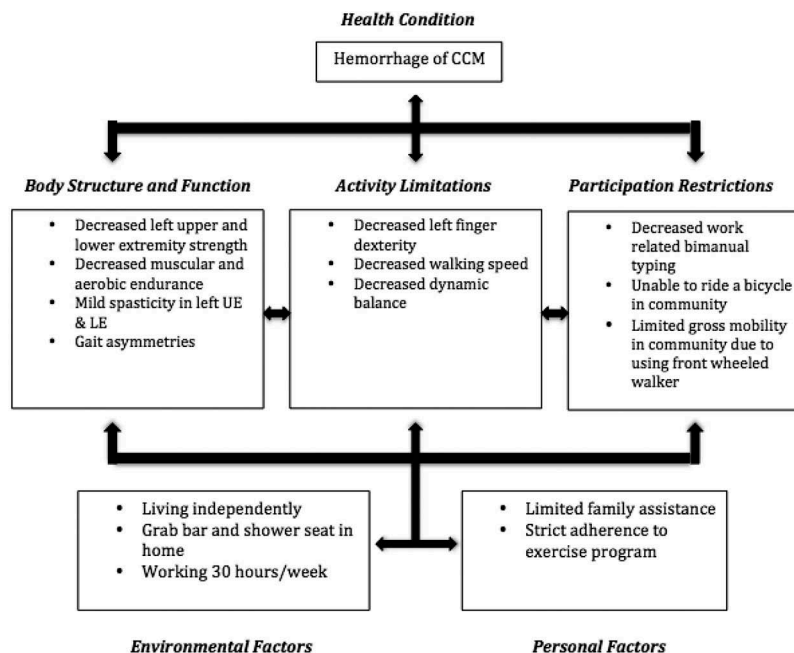 Health Condition
Hemorrhage of CCM
Body Structure and Function
• Decreased left upper and
lower extremity strength
• Decreased muscular and
aerobic endurance
• Mild spasticity in left UE
& LE
• Gait asymmetries
Activity Limitations
• Decreased left finger
dexterity
• Decreased walking speed
• Decreased dynamic
balance
Participation Restrictions
• Decreased work
related bimanual
typing
• Unable to ride a bicycle
in community
• Limited gross mobility
in community due to
using front wheeled
walker
• Living independently
• Grab bar and shower seat in
home
• Working 30 hours/week
Environmental Factors
• Limited family assistance
• Strict adherence to
exercise program
Personal Factors